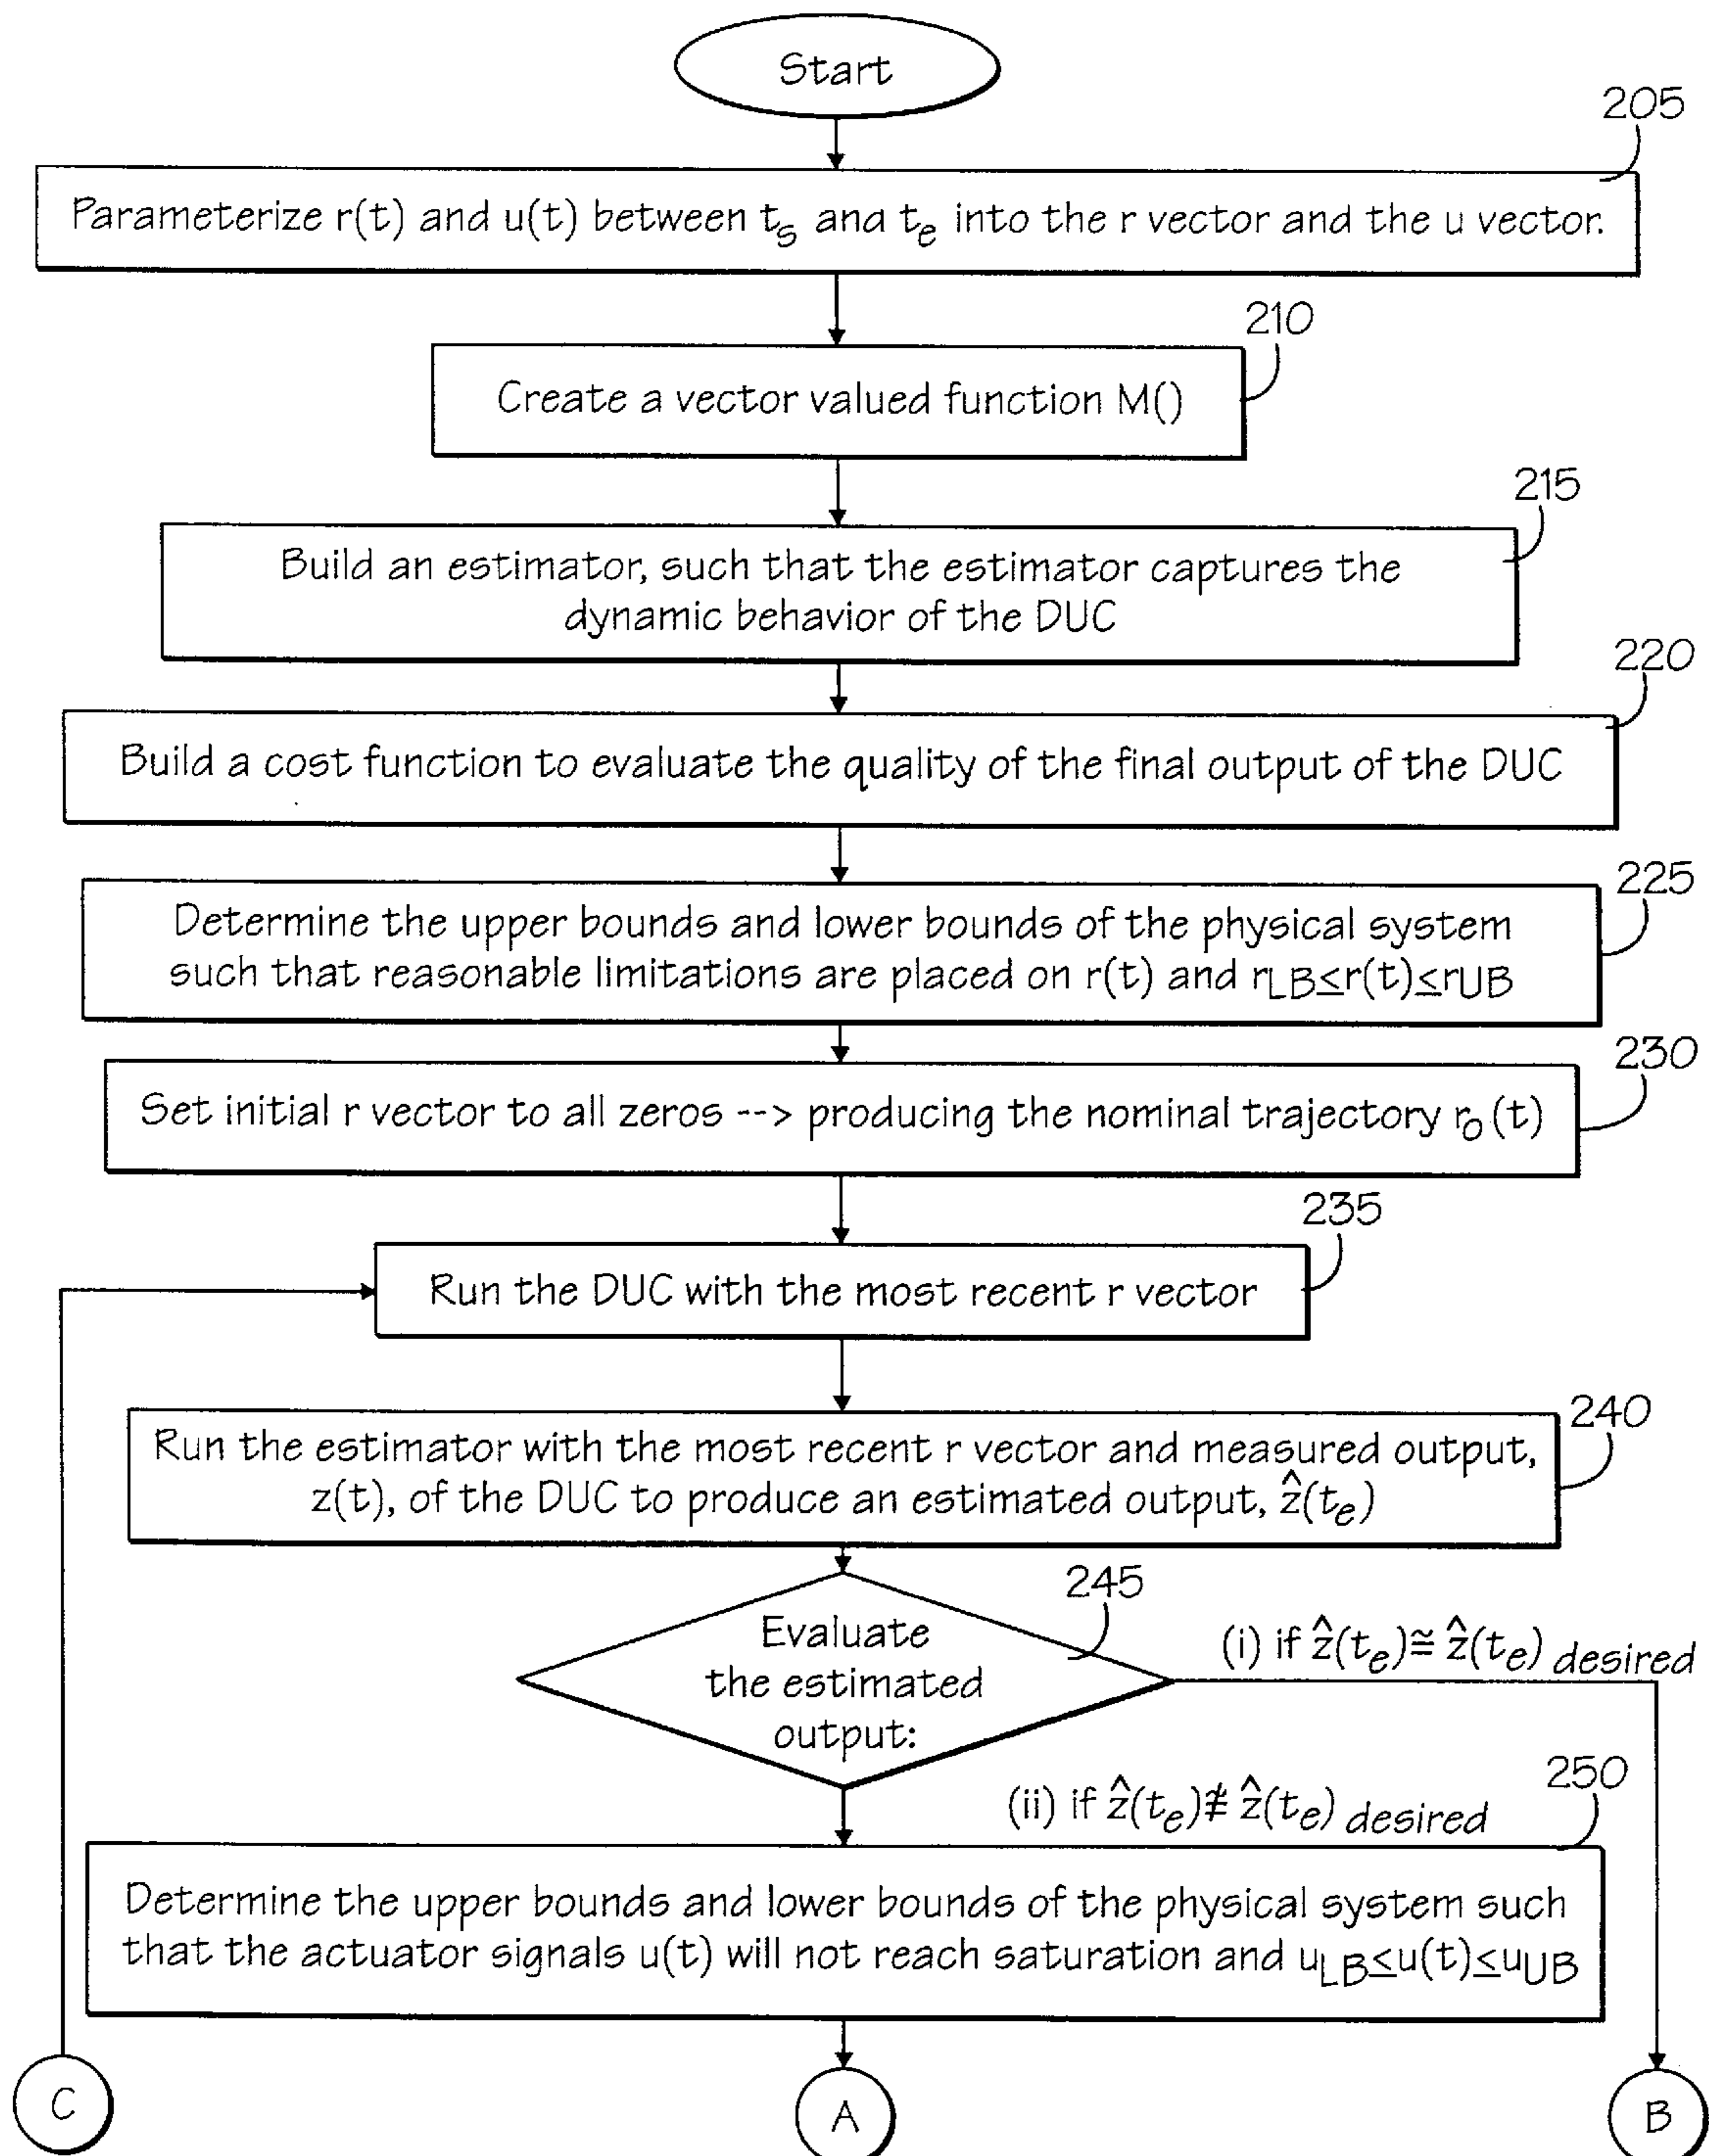 Start
205
Parameterize r(t) and u(t) between tₛ and tₑ into the r vector and the u vector.
210
Create a vector valued function M()
215
Build an estimator, such that the estimator captures the
dynamic behavior of the DUC
220
Build a cost function to evaluate the quality of the final output of the DUC
225
Determine the upper bounds and lower bounds of the physical system
such that reasonable limitations are placed on r(t) and rLB≤r(t)≤rUB
230
Set initial r vector to all zeros --> producing the nominal trajectory rₒ(t)
235
Run the DUC with the most recent r vector
240
Run the estimator with the most recent r vector and measured output,
z(t), of the DUC to produce an estimated output, ẑ(tₑ)
245
Evaluate
the estimated
output:
(i) if ẑ(tₑ)≅ ẑ(tₑ) desired
(ii) if ẑ(tₑ)≇ ẑ(tₑ) desired
250
Determine the upper bounds and lower bounds of the physical system such
that the actuator signals u(t) will not reach saturation and uLB≤u(t)≤uUB
C
A
B